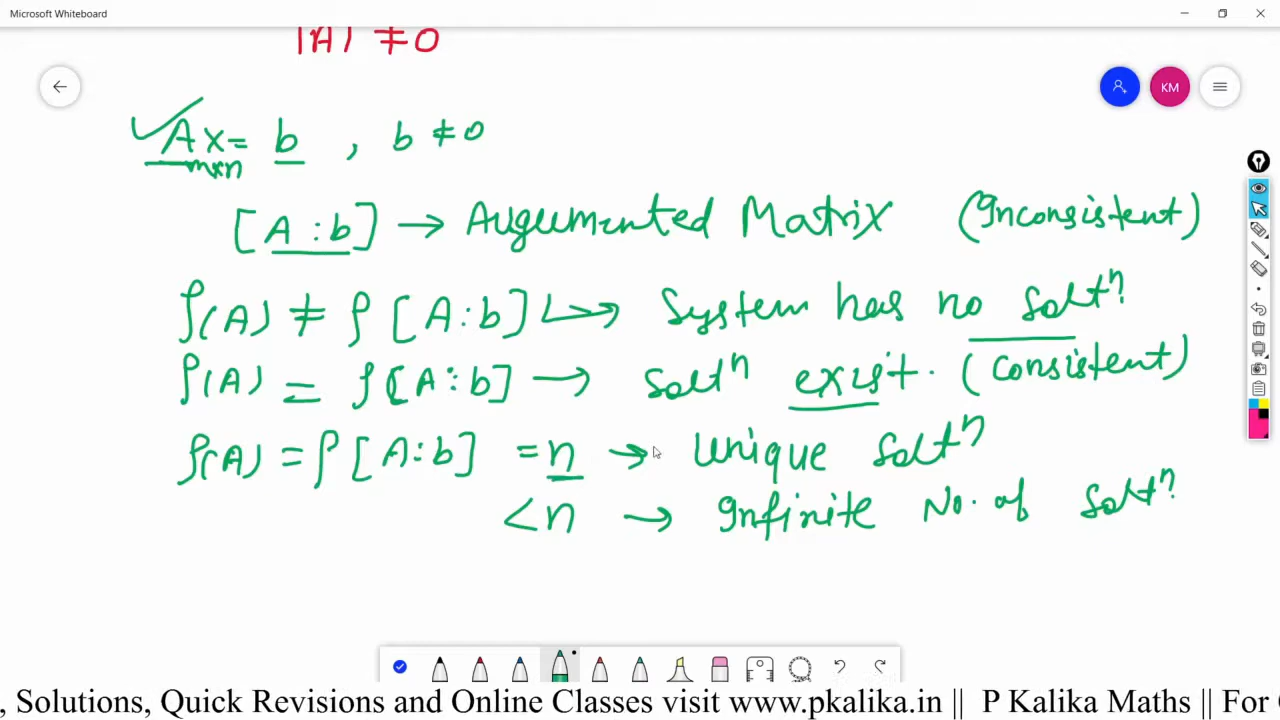 Microsoft Whiteboard
|A| ≠ 0
KM
Ax = b , b ≠ 0
m×n
[A : b] → Augumented Matrix (Inconsistent)
ρ(A) ≠ ρ[A:b] ↳ System has no Soltⁿ
ρ(A) = ρ[A:b] → Soltⁿ exist. (Consistent)
ρ(A) = ρ[A:b] = n → Unique Soltⁿ
< n → Infinite No. of Soltⁿ
, Solutions, Quick Revisions and Online Classes visit www.pkalika.in || P Kalika Maths || For